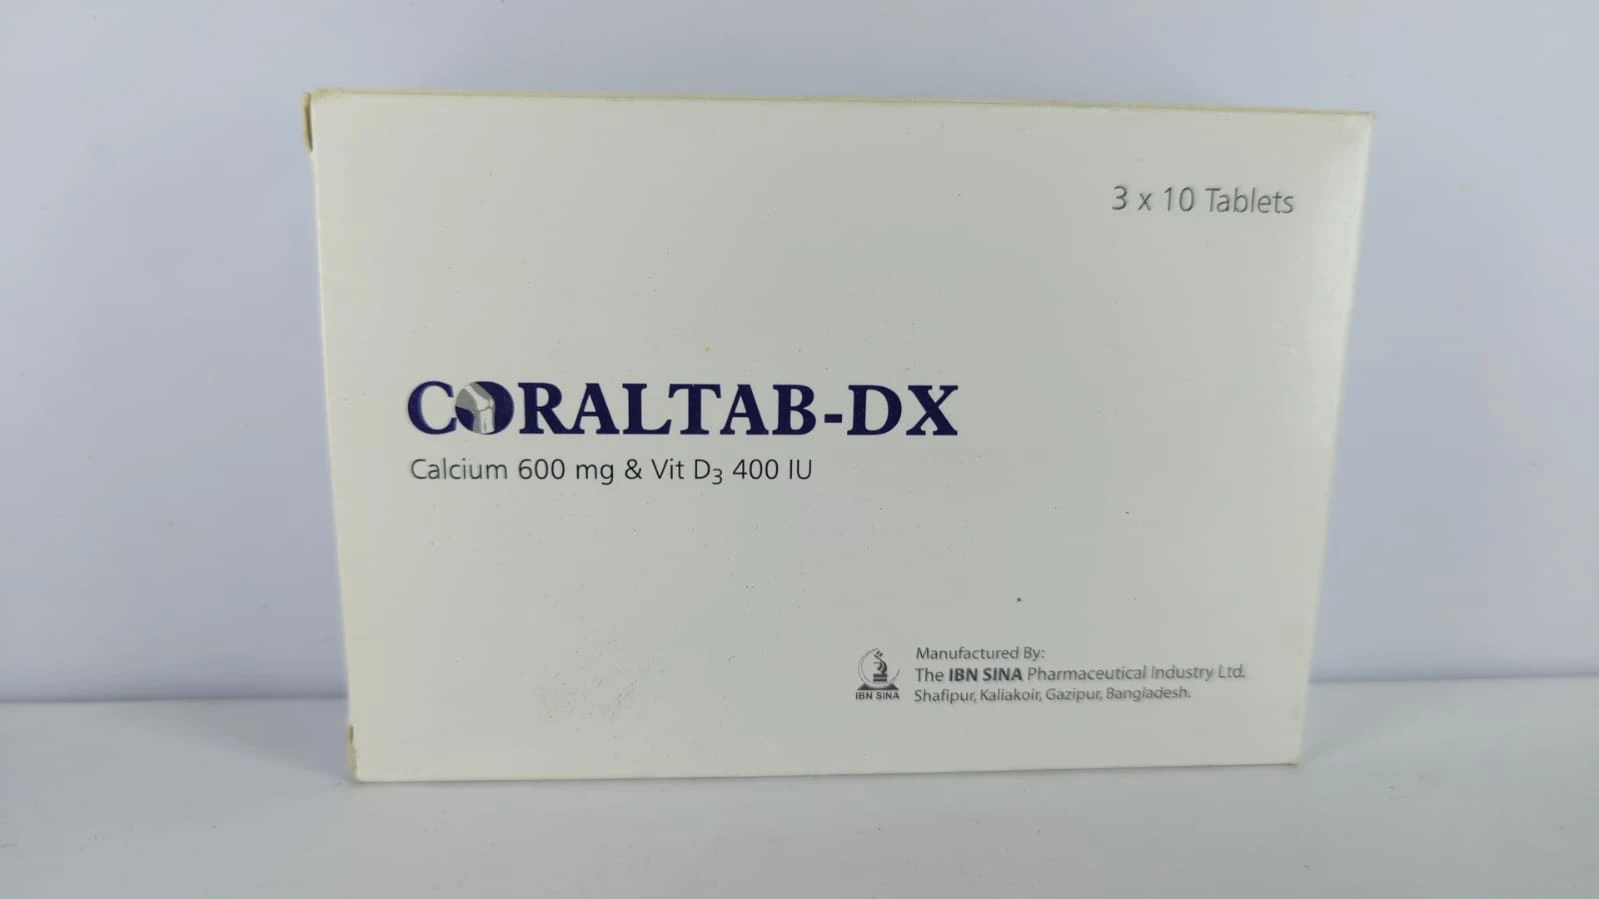 3 x 10 Tablets
CORALTAB-DX
Calcium 600 mg & Vit D₃ 400 IU
Manufactured By:
The IBN SINA Pharmaceutical Industry Ltd.
Shafipur, Kaliakoir, Gazipur, Bangladesh.
IBN SINA